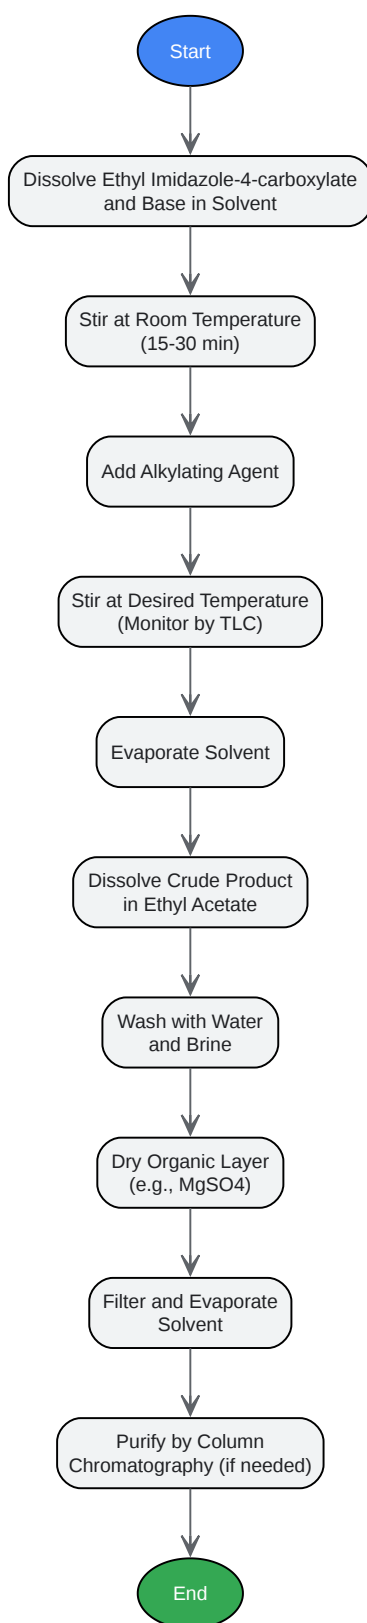 Start
Dissolve Ethyl Imidazole-4-carboxylate
and Base in Solvent
Stir at Room Temperature
(15-30 min)
Add Alkylating Agent
Stir at Desired Temperature
(Monitor by TLC)
Evaporate Solvent
Dissolve Crude Product
in Ethyl Acetate
Wash with Water
and Brine
Dry Organic Layer
(e.g., MgSO4)
Filter and Evaporate
Solvent
Purify by Column
Chromatography (if needed)
End